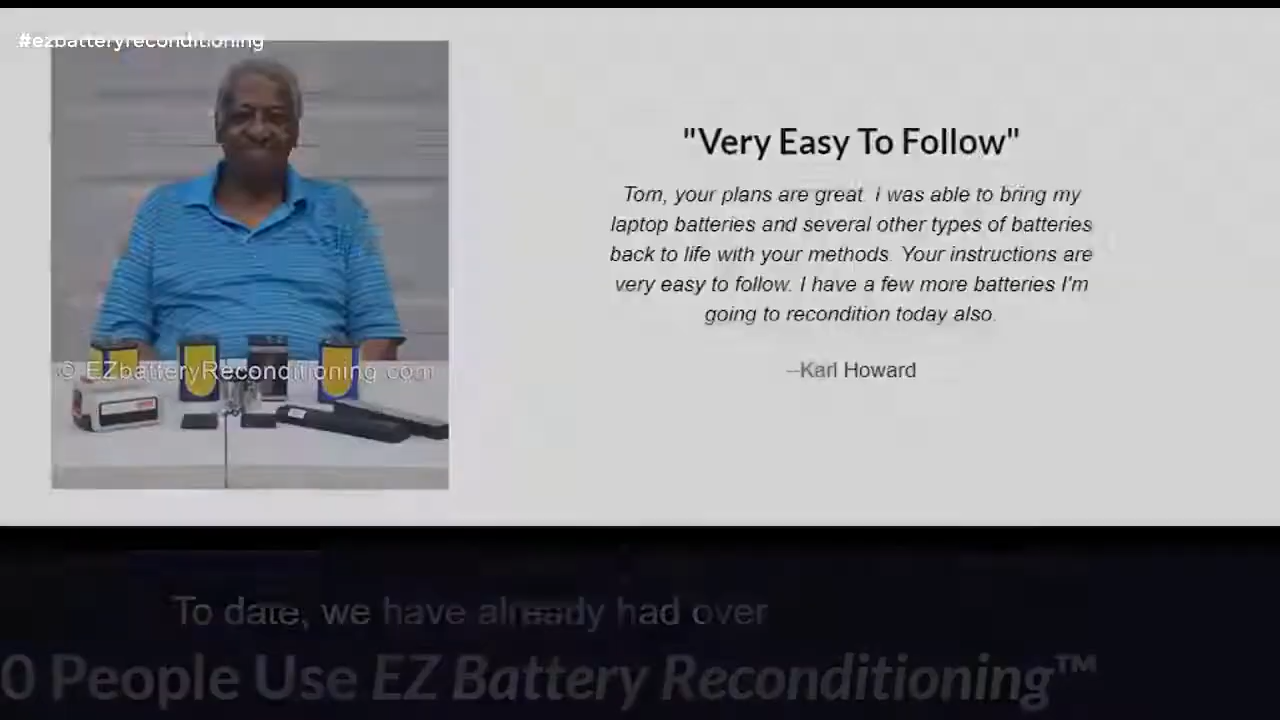 #ezbatteryreconditioning
"Very Easy To Follow"
Tom, your plans are great. I was able to bring my
laptop batteries and several other types of batteries
back to life with your methods. Your instructions are
very easy to follow. I have a few more batteries I'm
going to recondition today also.
--Karl Howard
© EZbatteryReconditioning.com
To date, we have already had over
0 People Use EZ Battery Reconditioning™